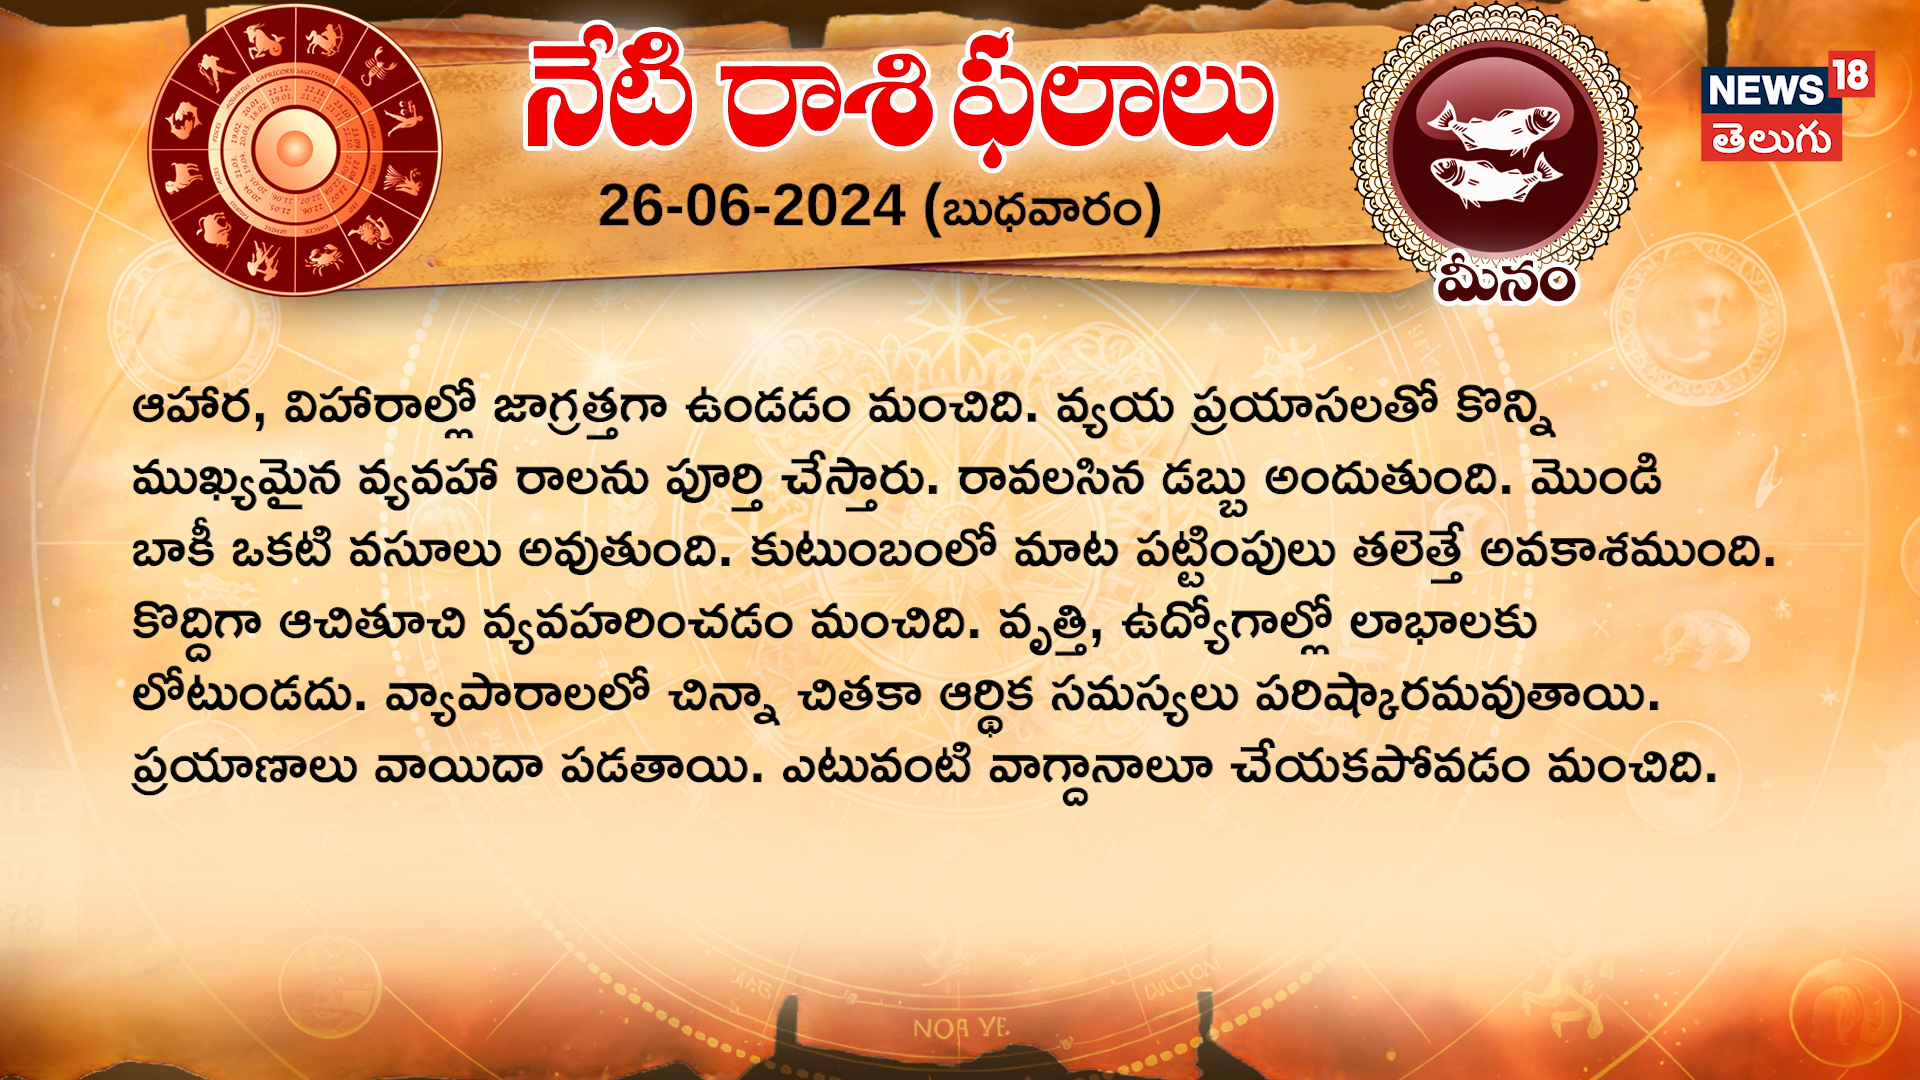 నేటి రాశి ఫలాలు
NEWS 18
తెలుగు
26-06-2024 (బుధవారం)
మీనం
ఆహార, విహారాల్లో జాగ్రత్తగా ఉండడం మంచిది. వ్యయ ప్రయాసలతో కొన్ని
ముఖ్యమైన వ్యవహా రాలను పూర్తి చేస్తారు. రావలసిన డబ్బు అందుతుంది. మొండి
బాకీ ఒకటి వసూలు అవుతుంది. కుటుంబంలో మాట పట్టింపులు తలెత్తే అవకాశముంది.
కొద్దిగా ఆచితూచి వ్యవహరించడం మంచిది. వృత్తి, ఉద్యోగాల్లో లాభాలకు
లోటుండదు. వ్యాపారాలలో చిన్నా చితకా ఆర్థిక సమస్యలు పరిష్కారమవుతాయి.
ప్రయాణాలు వాయిదా పడతాయి. ఎటువంటి వాగ్దానాలూ చేయకపోవడం మంచిది.